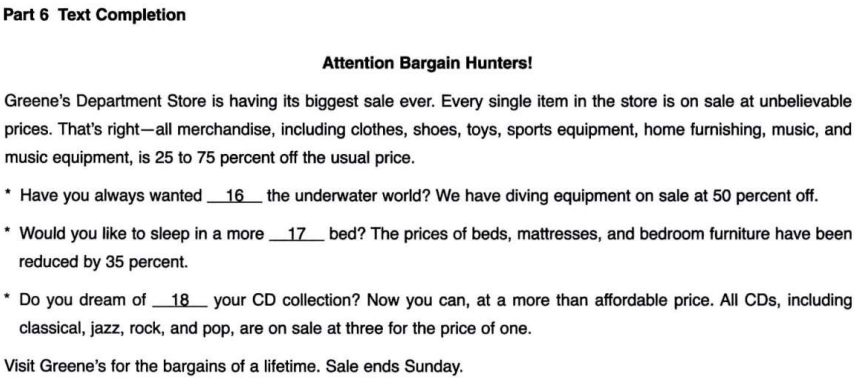 Part 6 Text Completion
Attention Bargain Hunters!
Greene's Department Store is having its biggest sale ever. Every single item in the store is on sale at unbelievable
prices. That's right—all merchandise, including clothes, shoes, toys, sports equipment, home furnishing, music, and
music equipment, is 25 to 75 percent off the usual price.
* Have you always wanted __16__ the underwater world? We have diving equipment on sale at 50 percent off.
* Would you like to sleep in a more __17__ bed? The prices of beds, mattresses, and bedroom furniture have been
reduced by 35 percent.
* Do you dream of __18__ your CD collection? Now you can, at a more than affordable price. All CDs, including
classical, jazz, rock, and pop, are on sale at three for the price of one.
Visit Greene's for the bargains of a lifetime. Sale ends Sunday.